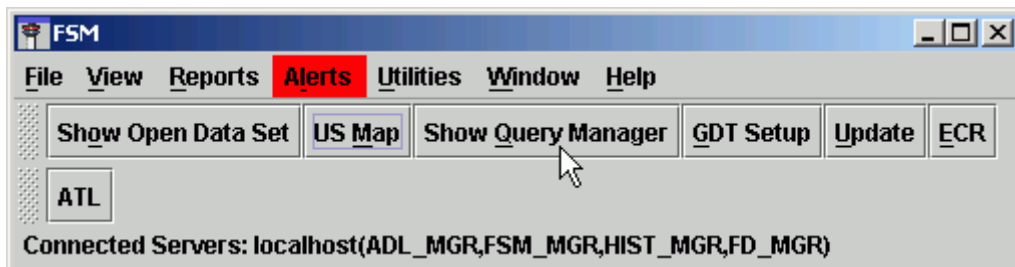 FSM
File View Reports Alerts Utilities Window Help
Show Open Data Set US Map Show Query Manager GDT Setup Update ECR
ATL
Connected Servers: localhost(ADL_MGR,FSM_MGR,HIST_MGR,FD_MGR)